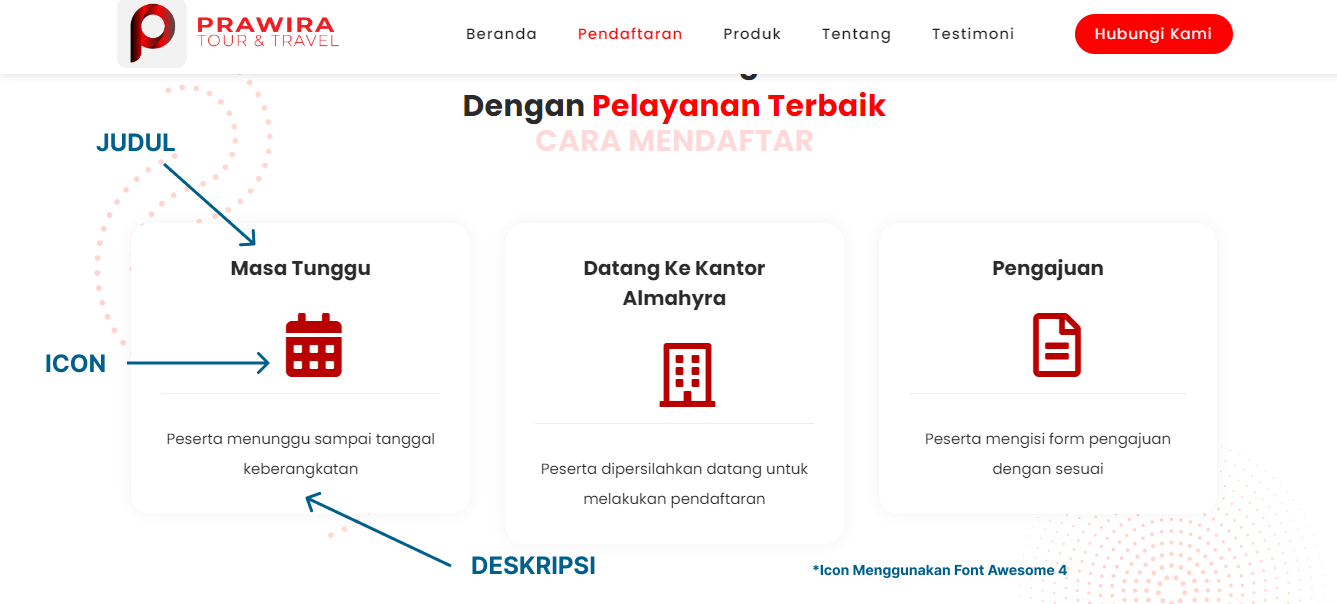 PRAWIRA
TOUR & TRAVEL
Beranda
Pendaftaran
Produk
Tentang
Testimoni
Hubungi Kami
Dengan Pelayanan Terbaik
CARA MENDAFTAR
JUDUL
Masa Tunggu
ICON
Peserta menunggu sampai tanggal
keberangkatan
Datang Ke Kantor
Almahyra
Peserta dipersilahkan datang untuk
melakukan pendaftaran
Pengajuan
Peserta mengisi form pengajuan
dengan sesuai
DESKRIPSI
*Icon Menggunakan Font Awesome 4